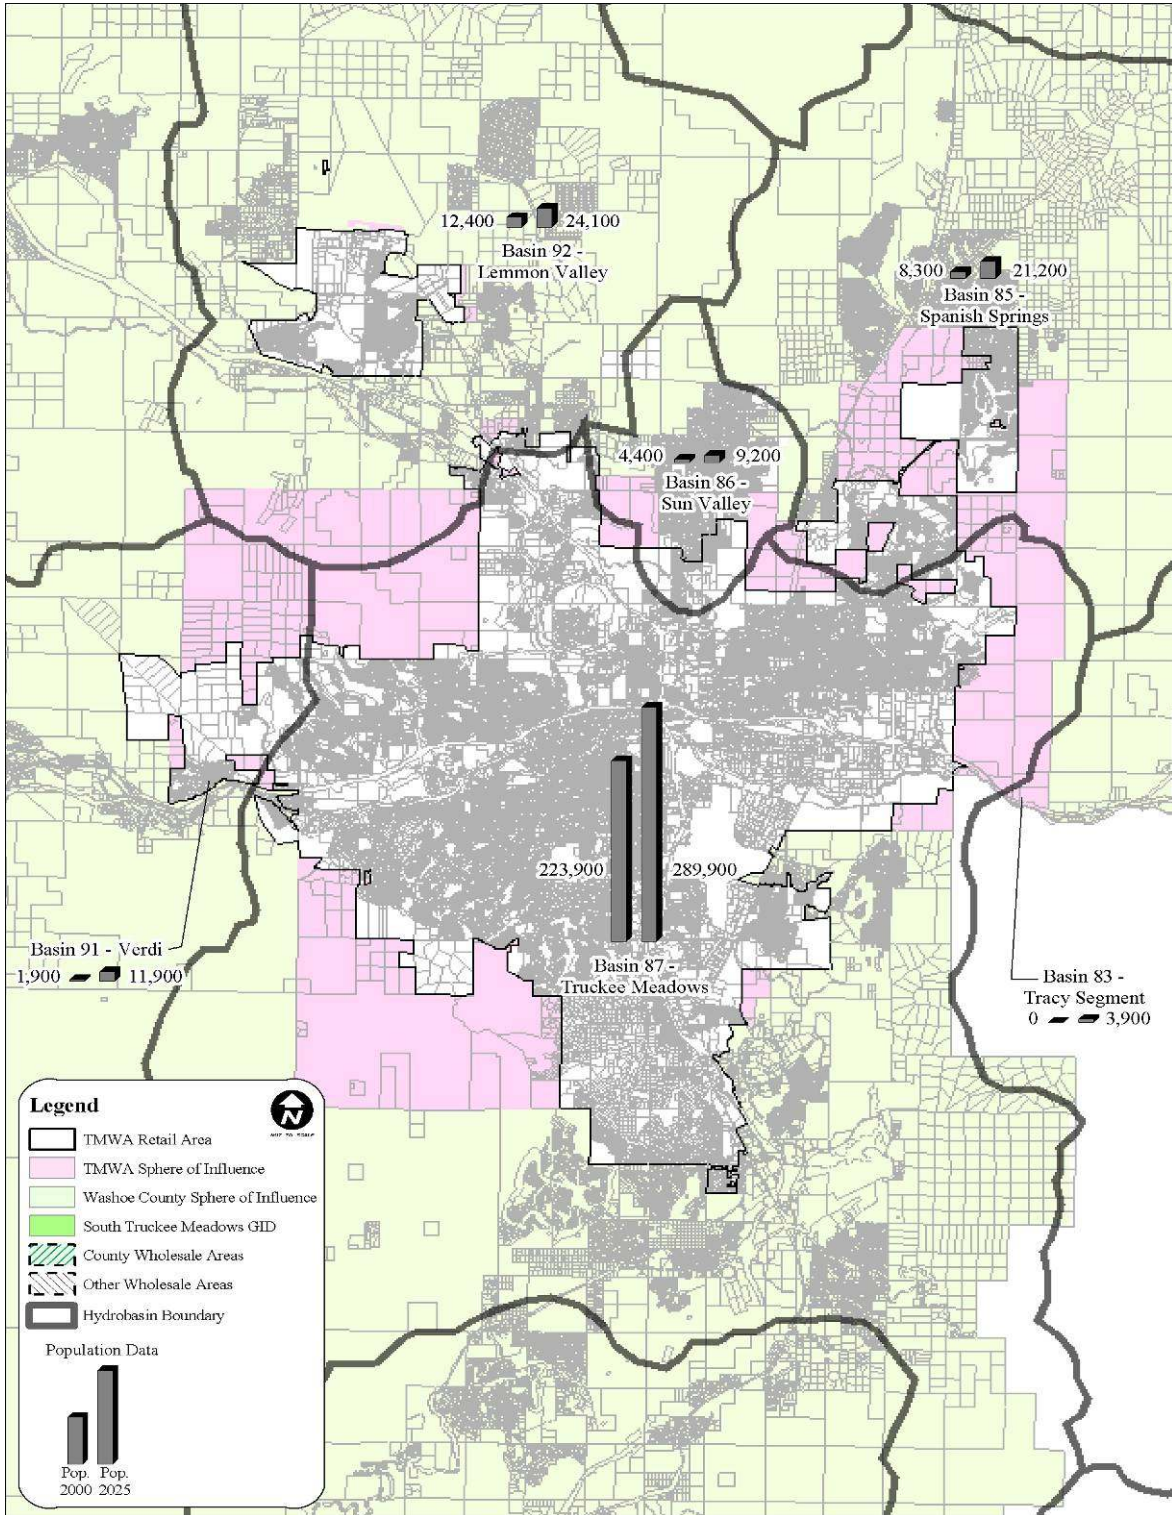 12,400 24,100
Basin 92 -
Lemmon Valley
8,300 21,200
Basin 85 -
Spanish Springs
4,400 9,200
Basin 86 -
Sun Valley
223,900 289,900
Basin 87 -
Truckee Meadows
Basin 91 - Verdi
1,900 11,900
Basin 83 -
Tracy Segment
0 3,900
Legend
N
NOT TO SCALE
TMWA Retail Area
TMWA Sphere of Influence
Washoe County Sphere of Influence
South Truckee Meadows GID
County Wholesale Areas
Other Wholesale Areas
Hydrobasin Boundary
Population Data
Pop. Pop.
2000 2025